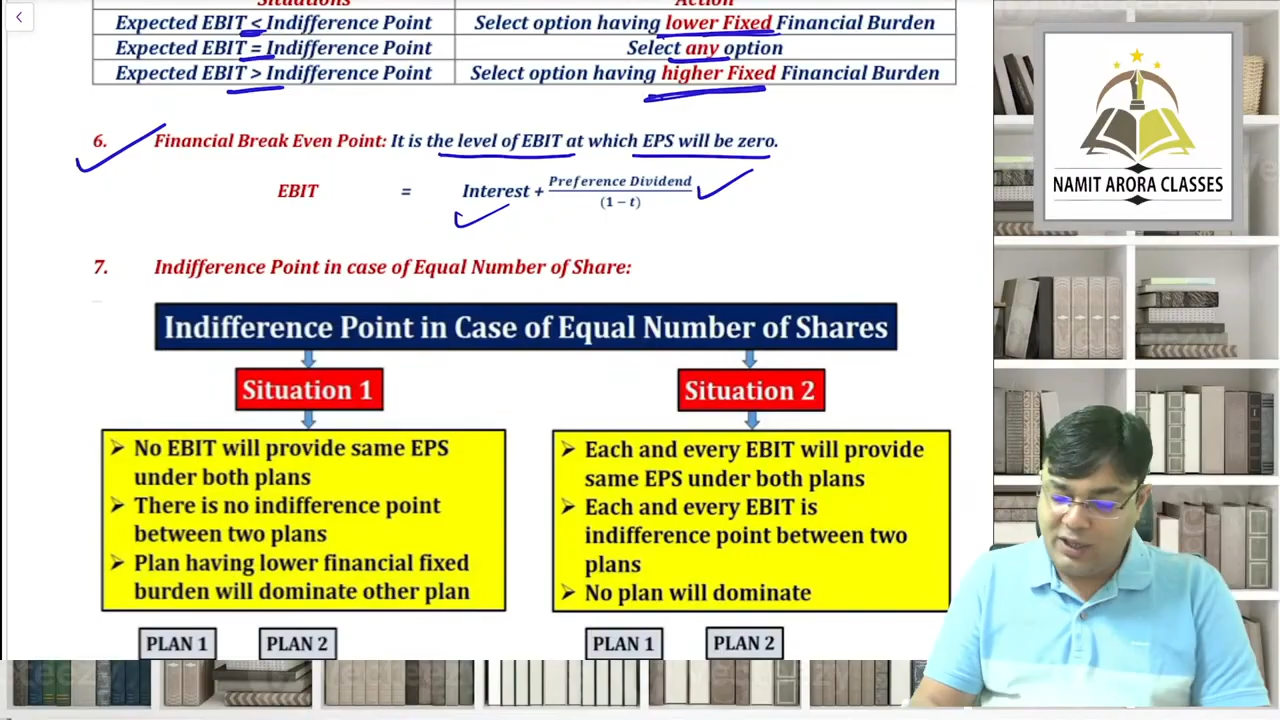 Situations Action
Expected EBIT < Indifference Point Select option having lower Fixed Financial Burden
Expected EBIT = Indifference Point Select any option
Expected EBIT > Indifference Point Select option having higher Fixed Financial Burden
6. Financial Break Even Point: It is the level of EBIT at which EPS will be zero.
EBIT = Interest + Preference Dividend
(1 − t)
7. Indifference Point in case of Equal Number of Share:
Indifference Point in Case of Equal Number of Shares
Situation 1
➢ No EBIT will provide same EPS
under both plans
➢ There is no indifference point
between two plans
➢ Plan having lower financial fixed
burden will dominate other plan
PLAN 1 PLAN 2
Situation 2
➢ Each and every EBIT will provide
same EPS under both plans
➢ Each and every EBIT is
indifference point between two
plans
➢ No plan will dominate
PLAN 1 PLAN 2
NAMIT ARORA CLASSES